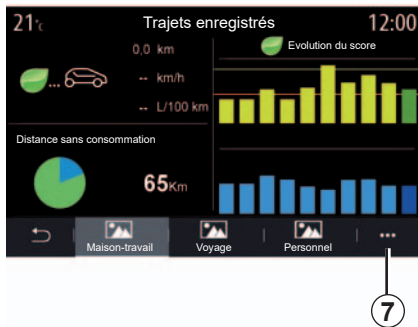 21°c
Trajets enregistrés
12:00
0,0 km
-- km/h
-- L/100 km
Evolution du score
Distance sans consommation
65Km
Maison-travail
Voyage
Personnel
...
7